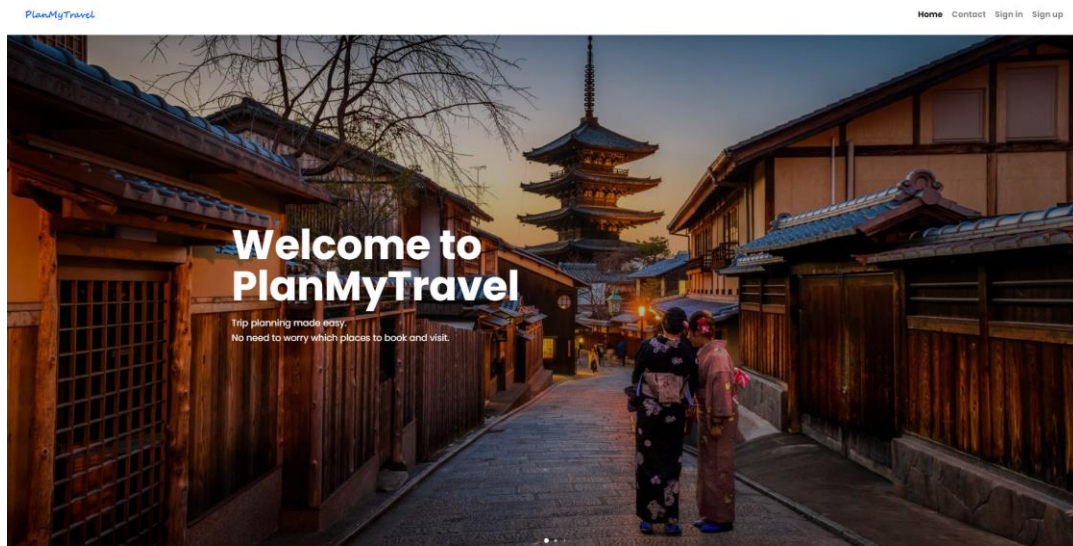 PlanMyTravel
Home Contact Sign in Sign up
Welcome to
PlanMyTravel
Trip planning made easy.
No need to worry which places to book and visit.